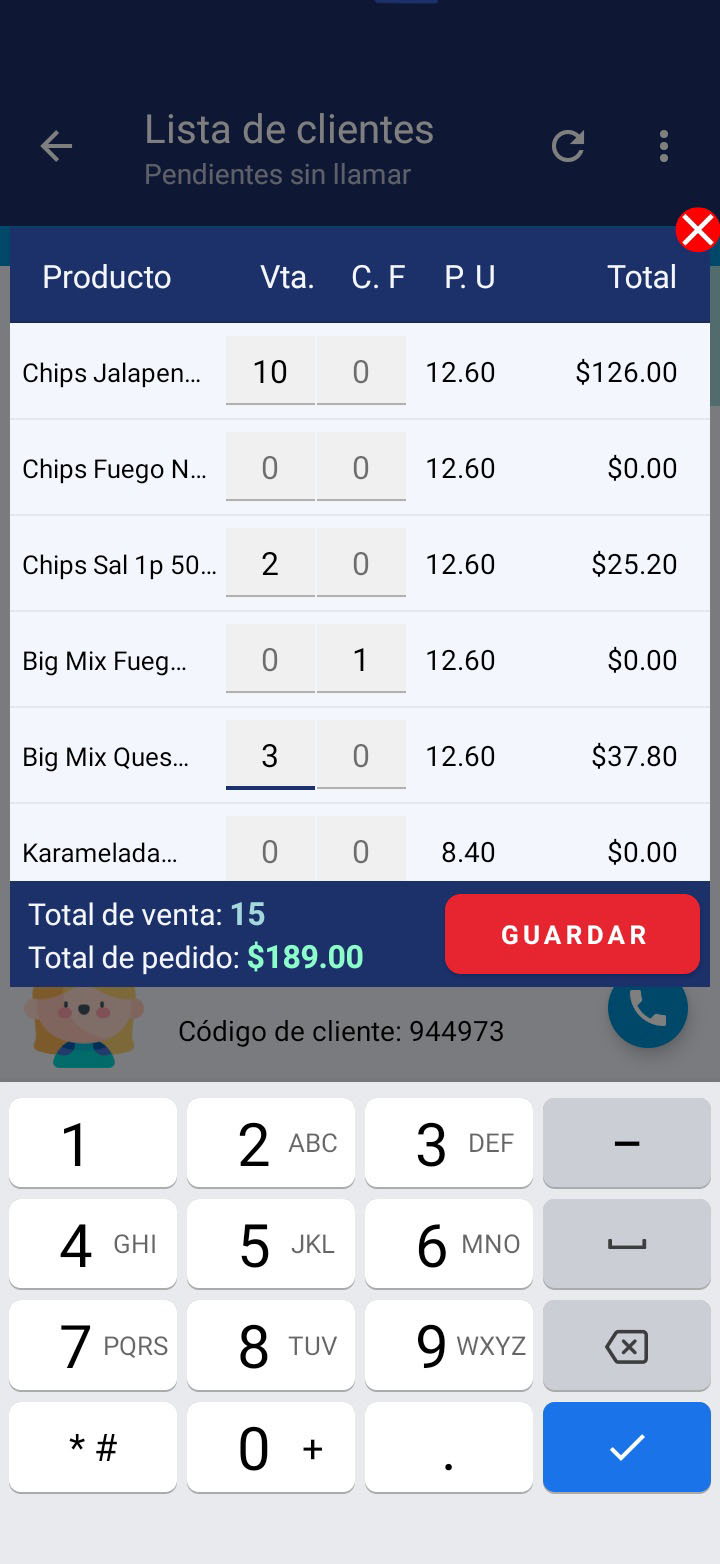 Lista de clientes
Pendientes sin llamar
Producto Vta. C. F P. U Total
Chips Jalapen... 10 0 12.60 $126.00
Chips Fuego N... 0 0 12.60 $0.00
Chips Sal 1p 50... 2 0 12.60 $25.20
Big Mix Fueg... 0 1 12.60 $0.00
Big Mix Ques... 3 0 12.60 $37.80
Karamelada... 0 0 8.40 $0.00
Total de venta: 15
Total de pedido: $189.00
GUARDAR
Código de cliente: 944973
1 2 ABC 3 DEF –
4 GHI 5 JKL 6 MNO
7 PQRS 8 TUV 9 WXYZ
* # 0 + .